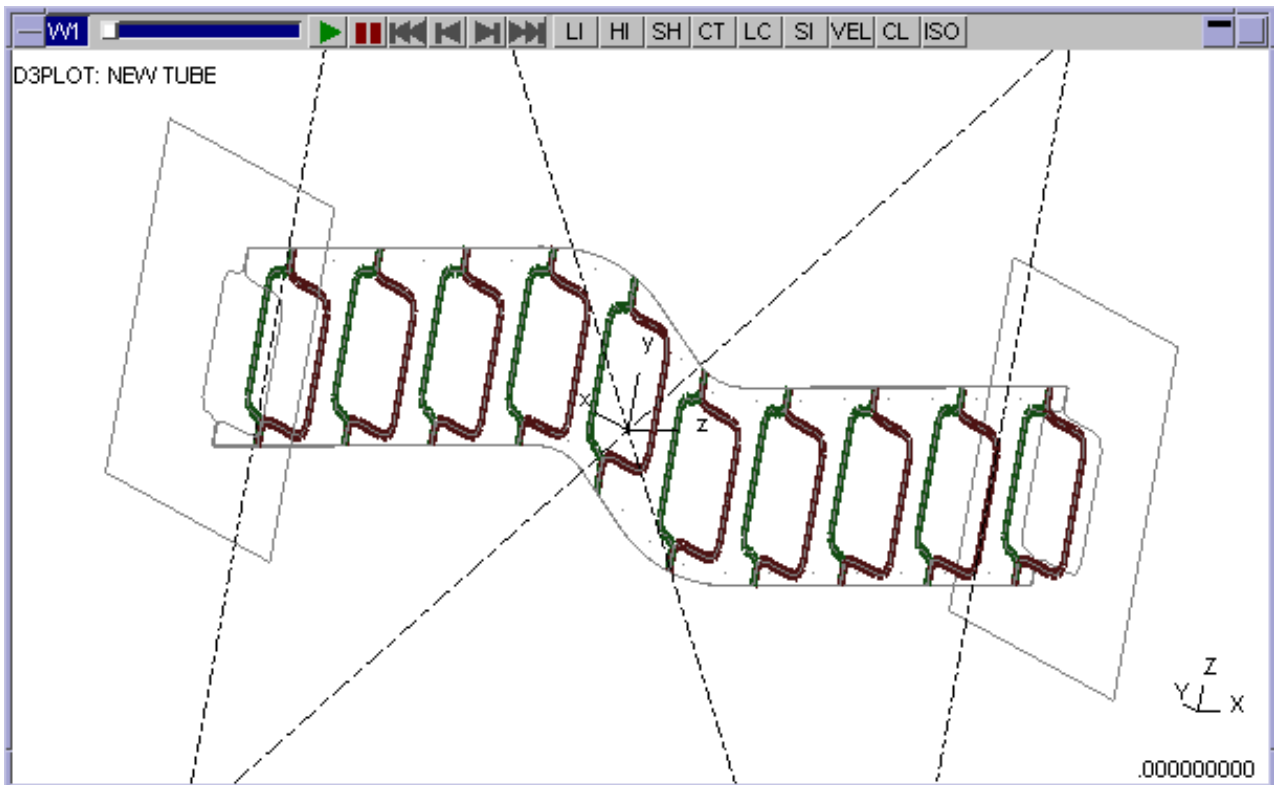 W1 LI HI SH CT LC SI VEL CL ISO
D3PLOT: NEW TUBE
y
x
z
Z
Y X
.000000000